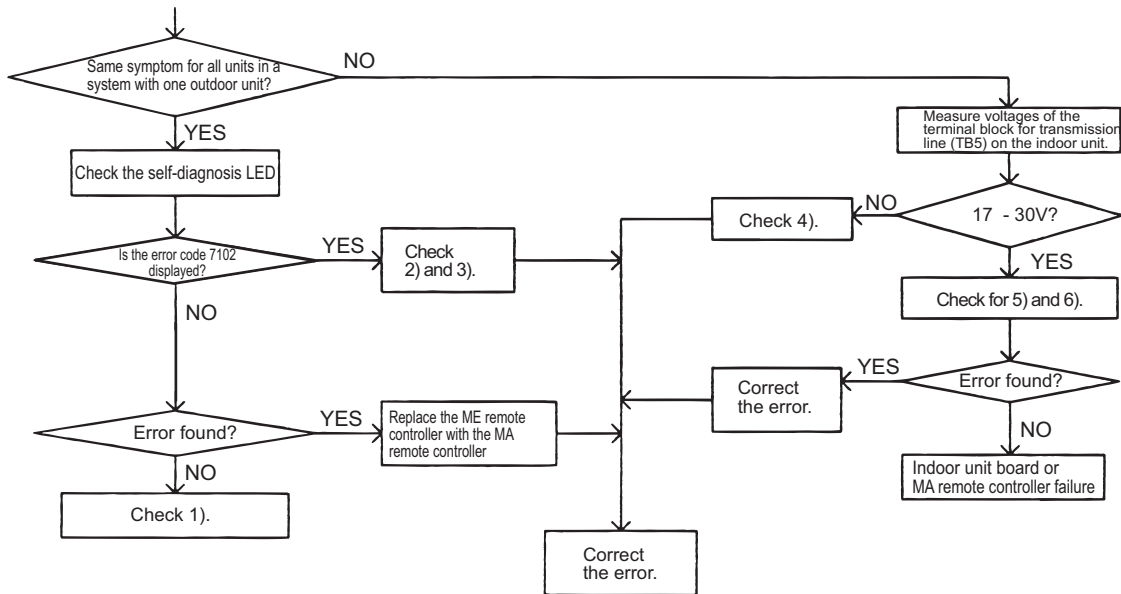 Same symptom for all units in a
system with one outdoor unit?
NO
YES
Measure voltages of the
terminal block for transmission
line (TB5) on the indoor unit.
Check the self-diagnosis LED
17 - 30V?
NO
Check 4).
YES
Is the error code 7102
displayed?
YES
Check
2) and 3).
NO
Check for 5) and 6).
Error found?
YES
Correct
the error.
NO
Indoor unit board or
MA remote controller failure
Error found?
YES
Replace the ME remote
controller with the MA
remote controller
NO
Check 1).
Correct
the error.